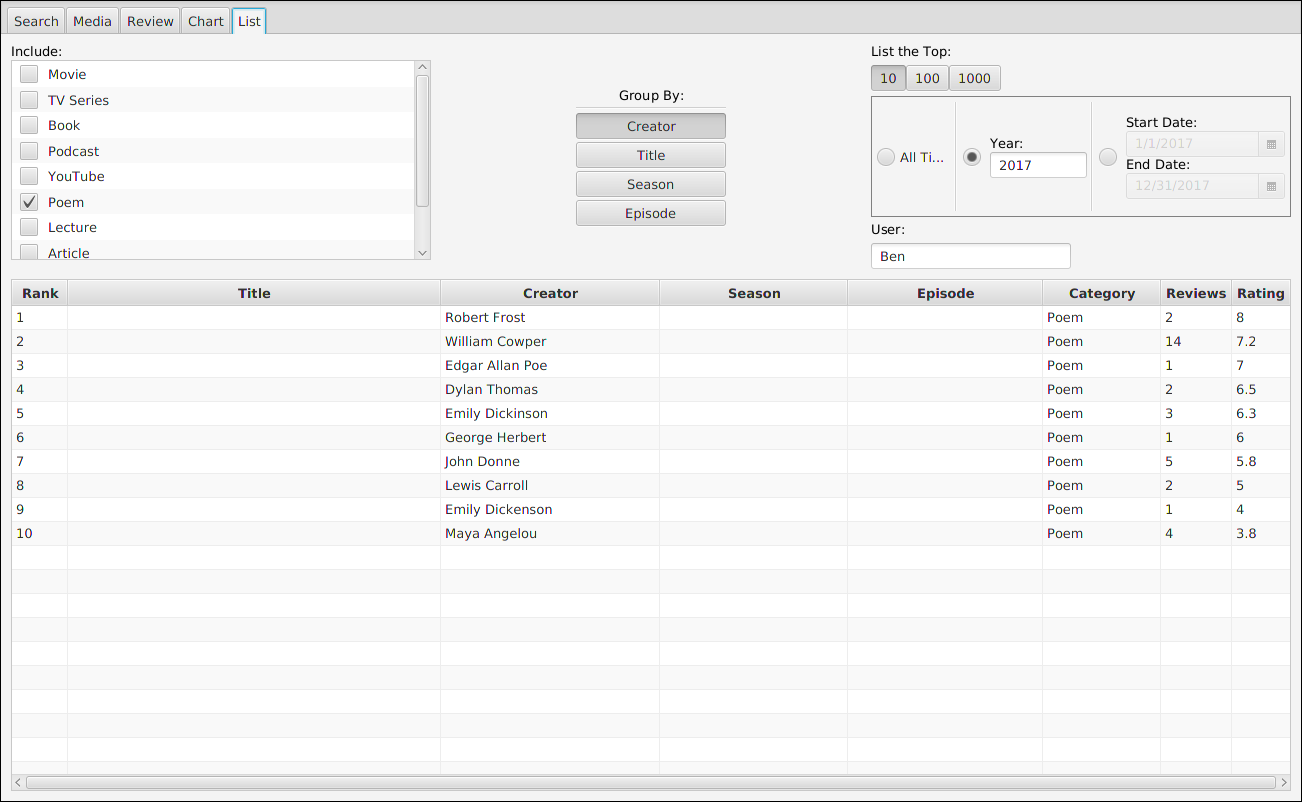 Search Media Review Chart List
Include:
Movie
TV Series
Book
Podcast
YouTube
Poem
Lecture
Article
Group By:
Creator
Title
Season
Episode
List the Top:
10 100 1000
All Ti...
Year:
2017
Start Date:
1/1/2017
End Date:
12/31/2017
User:
Ben
Rank Title Creator Season Episode Category Reviews Rating
1 Robert Frost Poem 2 8
2 William Cowper Poem 14 7.2
3 Edgar Allan Poe Poem 1 7
4 Dylan Thomas Poem 2 6.5
5 Emily Dickinson Poem 3 6.3
6 George Herbert Poem 1 6
7 John Donne Poem 5 5.8
8 Lewis Carroll Poem 2 5
9 Emily Dickenson Poem 1 4
10 Maya Angelou Poem 4 3.8